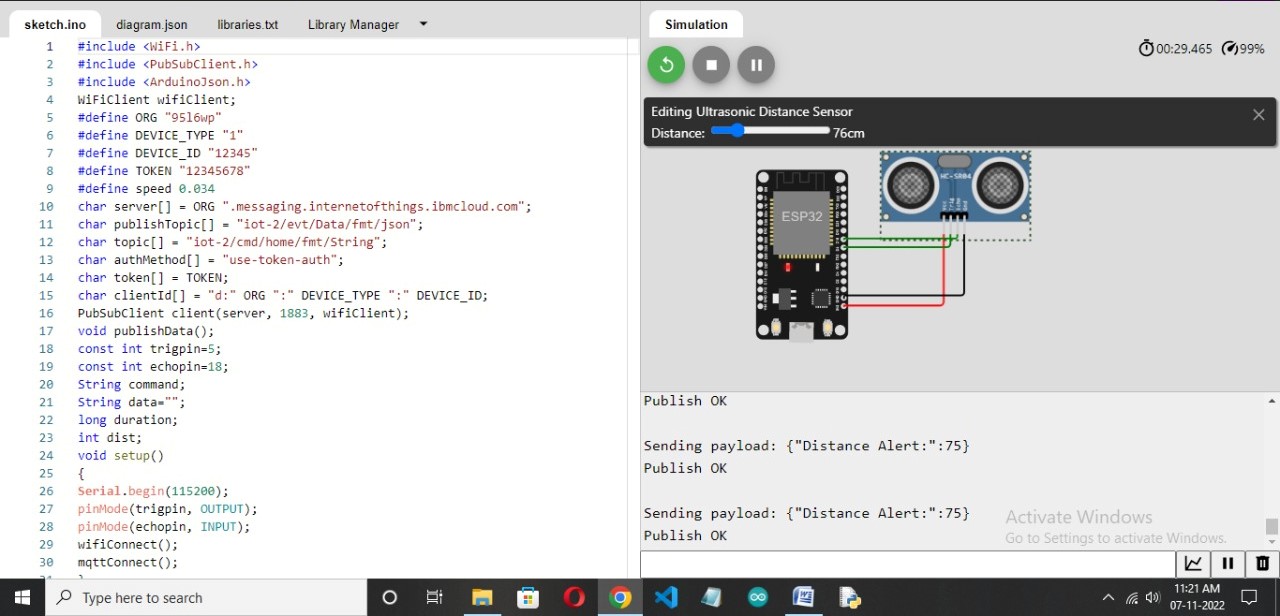 sketch.ino diagram.json libraries.txt Library Manager
1 #include <WiFi.h>
2 #include <PubSubClient.h>
3 #include <ArduinoJson.h>
4 WiFiClient wifiClient;
5 #define ORG "95l6wp"
6 #define DEVICE_TYPE "1"
7 #define DEVICE_ID "12345"
8 #define TOKEN "12345678"
9 #define speed 0.034
10 char server[] = ORG ".messaging.internetofthings.ibmcloud.com";
11 char publishTopic[] = "iot-2/evt/Data/fmt/json";
12 char topic[] = "iot-2/cmd/home/fmt/String";
13 char authMethod[] = "use-token-auth";
14 char token[] = TOKEN;
15 char clientId[] = "d:" ORG ":" DEVICE_TYPE ":" DEVICE_ID;
16 PubSubClient client(server, 1883, wifiClient);
17 void publishData();
18 const int trigpin=5;
19 const int echopin=18;
20 String command;
21 String data="";
22 long duration;
23 int dist;
24 void setup()
25 {
26 Serial.begin(115200);
27 pinMode(trigpin, OUTPUT);
28 pinMode(echopin, INPUT);
29 wifiConnect();
30 mqttConnect();
Simulation
00:29.465 99%
Editing Ultrasonic Distance Sensor
Distance: 76cm
HC-SR04
ESP32
Publish OK
Sending payload: {"Distance Alert:":75}
Publish OK
Sending payload: {"Distance Alert:":75}
Publish OK
Activate Windows
Go to Settings to activate Windows.
Type here to search
11:21 AM
07-11-2022